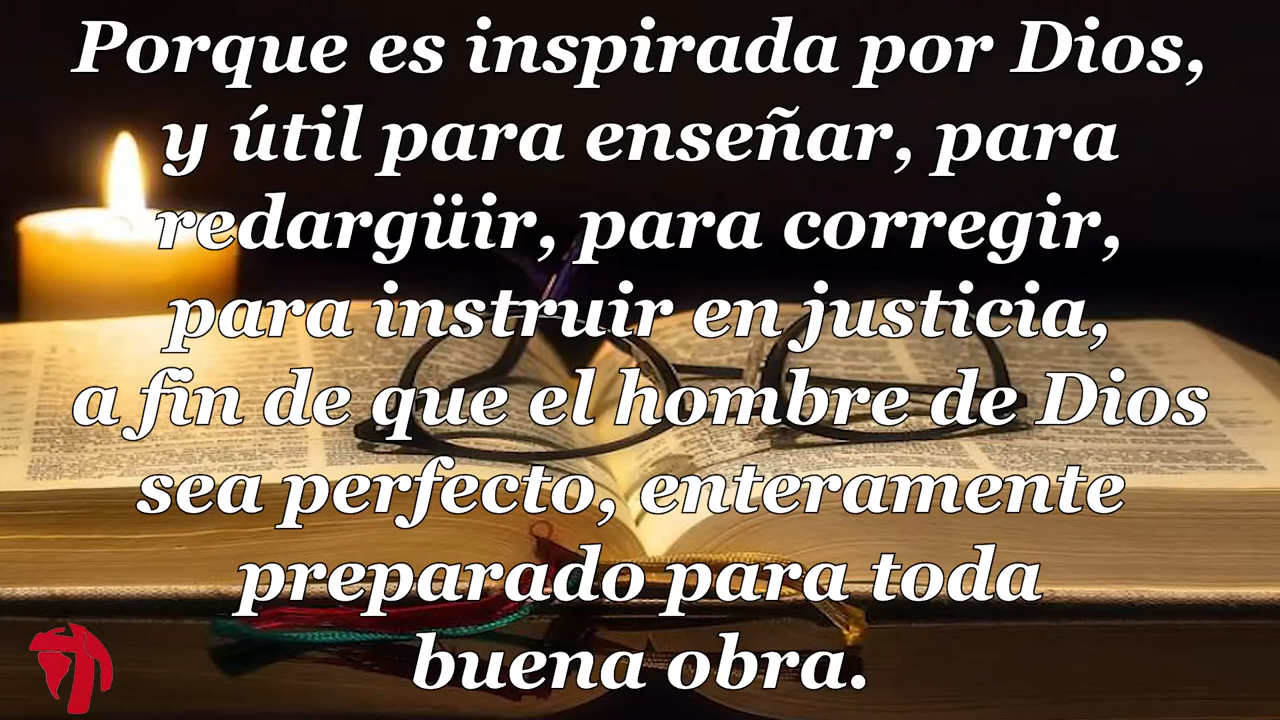 Porque es inspirada por Dios,
y útil para enseñar, para
redargüir, para corregir,
para instruir en justicia,
a fin de que el hombre de Dios
sea perfecto, enteramente
preparado para toda
buena obra.